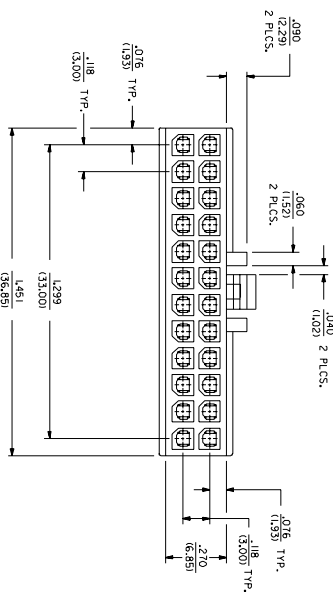 .090
(2.29)
2 PLCS.
.118
(3.00) TYP.
.076
(1.93) TYP.
.060
(1.52)
2 PLCS.
.040
(1.02)
2 PLCS.
1.299
(33.00)
1.451
(36.85)
.076
(1.93) TYP.
.118
(3.00) TYP.
.270
(6.85)